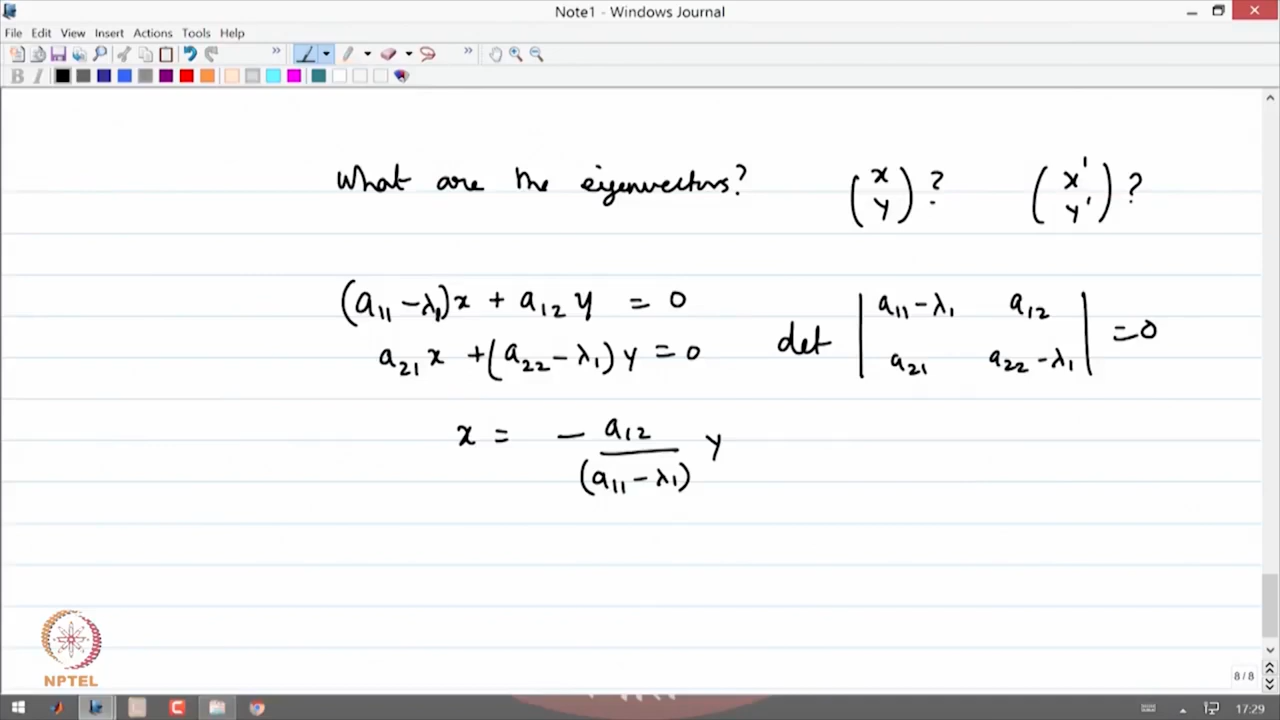 Note1 - Windows Journal
File Edit View Insert Actions Tools Help
B I
What are the eigenvectors? (x y)? (x' y')?
(a11 - λ1)x + a12 y = 0
a21 x + (a22 - λ1) y = 0
det | a11 - λ1 a12 |
| a21 a22 - λ1 | = 0
x = - a12 / (a11 - λ1) y
NPTEL
8 / 8
17:29